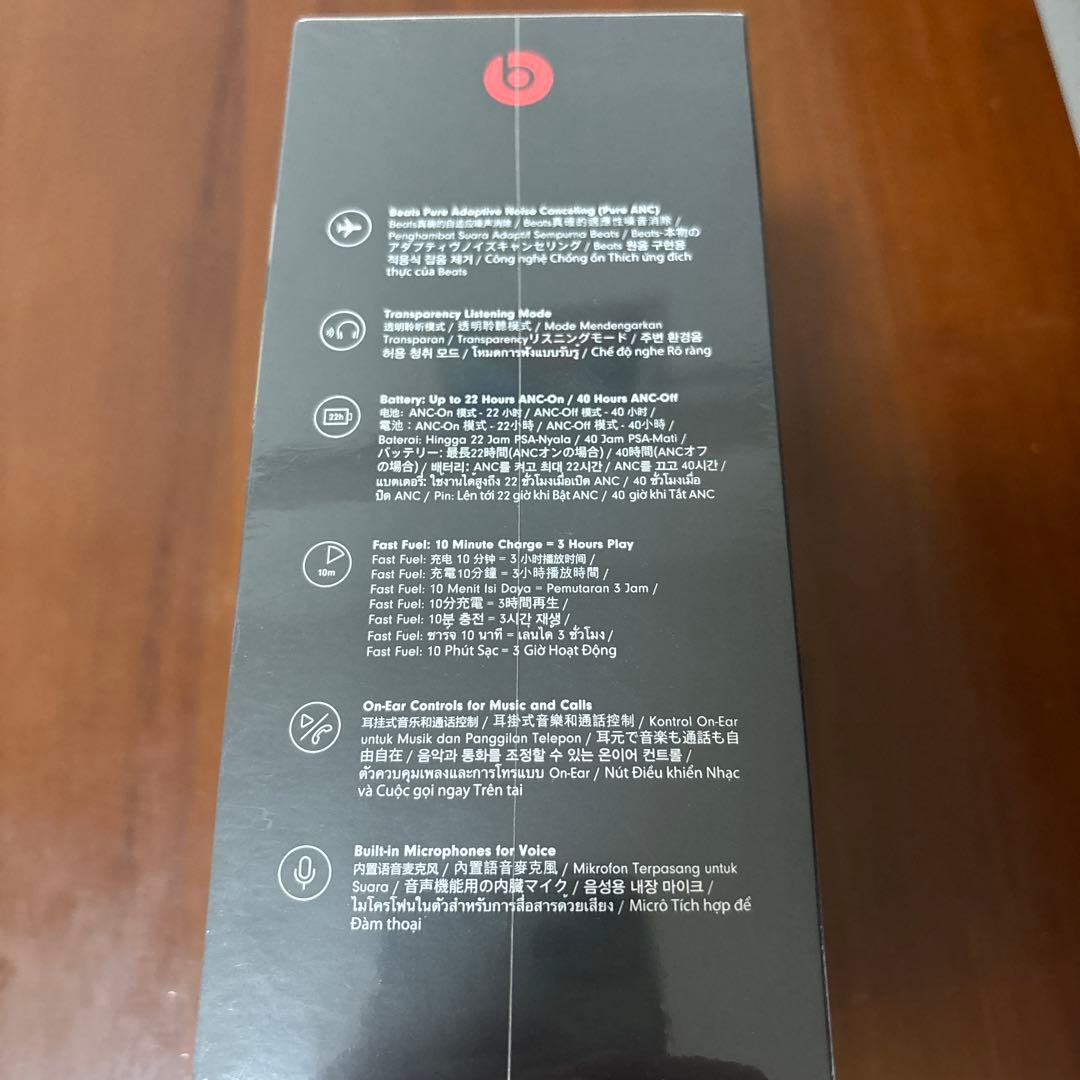 b
Beats Pure Adaptive Noise Canceling (Pure ANC)
Beats真確的自适应噪声消除 / Beats真確的適應性噪音消除 /
Penghambat Suara Adaptif Sempurna Beats / Beats-本物の
アダプティヴノイズキャンセリング / Beats 원음 구현용
적응식 잡음 제거 / Công nghệ Chống ồn Thích ứng đích
thực của Beats
Transparency Listening Mode
透明聆听模式 / 透明聆聽模式 / Mode Mendengarkan
Transparan / Transparencyリスニングモード / 주변 환경음
허용 청취 모드 / โหมดการฟังแบบรับรู้ / Chế độ nghe Rõ ràng
22h
Battery: Up to 22 Hours ANC-On / 40 Hours ANC-Off
电池: ANC-On 模式 - 22 小时 / ANC-Off 模式 - 40 小时 /
電池：ANC-On 模式 - 22小時 / ANC-Off 模式 - 40小時 /
Baterai: Hingga 22 Jam PSA-Nyala / 40 Jam PSA-Mati /
バッテリー: 最長22時間(ANCオンの場合) / 40時間(ANCオフ
の場合) / 배터리: ANC를 켜고 최대 22시간 / ANC를 끄고 40시간 /
แบตเตอรี่: ใช้งานได้สูงถึง 22 ชั่วโมงเมื่อเปิด ANC / 40 ชั่วโมงเมื่อ
ปิด ANC / Pin: Lên tới 22 giờ khi Bật ANC / 40 giờ khi Tắt ANC
10m
Fast Fuel: 10 Minute Charge = 3 Hours Play
Fast Fuel: 充电 10 分钟 = 3 小时播放时间 /
Fast Fuel: 充電10分鐘 = 3小時播放時間 /
Fast Fuel: 10 Menit Isi Daya = Pemutaran 3 Jam /
Fast Fuel: 10分充電 = 3時間再生 /
Fast Fuel: 10분 충전 = 3시간 재생 /
Fast Fuel: ชาร์จ 10 นาที = เล่นได้ 3 ชั่วโมง /
Fast Fuel: 10 Phút Sạc = 3 Giờ Hoạt Động
On-Ear Controls for Music and Calls
耳挂式音乐和通话控制 / 耳掛式音樂和通話控制 / Kontrol On-Ear
untuk Musik dan Panggilan Telepon / 耳元で音楽も通話も自
由自在 / 음악과 통화를 조정할 수 있는 온이어 컨트롤 /
ตัวควบคุมเพลงและการโทรแบบ On-Ear / Nút Điều khiển Nhạc
và Cuộc gọi ngay Trên tai
Built-in Microphones for Voice
内置语音麦克风 / 內置語音麥克風 / Mikrofon Terpasang untuk
Suara / 音声機能用の内臓マイク / 음성용 내장 마이크 /
ไมโครโฟนในตัวสำหรับการสื่อสารด้วยเสียง / Micrô Tích hợp để
Đàm thoại